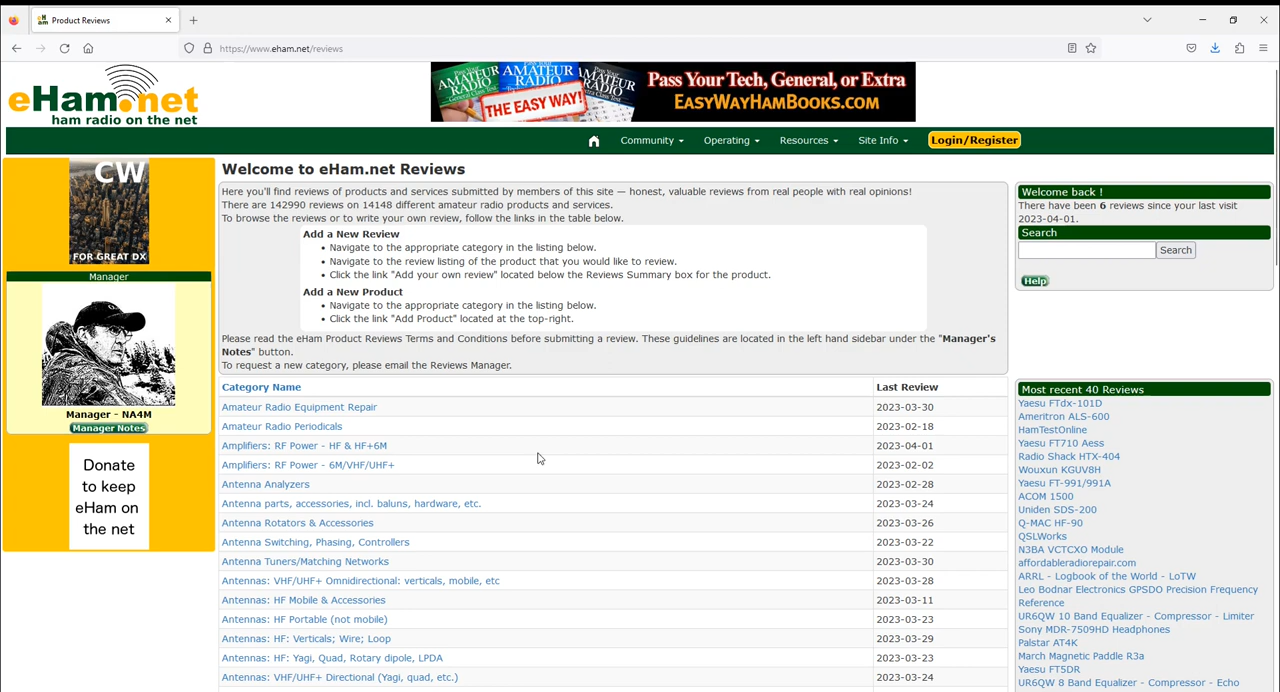 Product Reviews
https://www.eham.net/reviews
eHam.net
ham radio on the net
AMATEUR RADIO
THE EASY WAY!
Pass Your Tech, General, or Extra
EASYWAYHAMBOOKS.COM
Community
Operating
Resources
Site Info
Login/Register
CW
FOR GREAT DX
Manager
Manager - NA4M
Manager Notes
Donate
to keep
eHam on
the net
Welcome to eHam.net Reviews
Here you'll find reviews of products and services submitted by members of this site — honest, valuable reviews from real people with real opinions!
There are 142990 reviews on 14148 different amateur radio products and services.
To browse the reviews or to write your own review, follow the links in the table below.
Add a New Review
• Navigate to the appropriate category in the listing below.
• Navigate to the review listing of the product that you would like to review.
• Click the link "Add your own review" located below the Reviews Summary box for the product.
Add a New Product
• Navigate to the appropriate category in the listing below.
• Click the link "Add Product" located at the top-right.
Please read the eHam Product Reviews Terms and Conditions before submitting a review. These guidelines are located in the left hand sidebar under the "Manager's
Notes" button.
To request a new category, please email the Reviews Manager.
Category Name Last Review
Amateur Radio Equipment Repair 2023-03-30
Amateur Radio Periodicals 2023-02-18
Amplifiers: RF Power - HF & HF+6M 2023-04-01
Amplifiers: RF Power - 6M/VHF/UHF+ 2023-02-02
Antenna Analyzers 2023-02-28
Antenna parts, accessories, incl. baluns, hardware, etc. 2023-03-24
Antenna Rotators & Accessories 2023-03-26
Antenna Switching, Phasing, Controllers 2023-03-22
Antenna Tuners/Matching Networks 2023-03-30
Antennas: VHF/UHF+ Omnidirectional: verticals, mobile, etc 2023-03-28
Antennas: HF Mobile & Accessories 2023-03-11
Antennas: HF Portable (not mobile) 2023-03-23
Antennas: HF: Verticals; Wire; Loop 2023-03-29
Antennas: HF: Yagi, Quad, Rotary dipole, LPDA 2023-03-23
Antennas: VHF/UHF+ Directional (Yagi, quad, etc.) 2023-03-24
Welcome back !
There have been 6 reviews since your last visit
2023-04-01.
Search
Search
Help
Most recent 40 Reviews
Yaesu FTdx-101D
Ameritron ALS-600
HamTestOnline
Yaesu FT710 Aess
Radio Shack HTX-404
Wouxun KGUV8H
Yaesu FT-991/991A
ACOM 1500
Uniden SDS-200
Q-MAC HF-90
QSLWorks
N3BA VCTCXO Module
affordableradiorepair.com
ARRL - Logbook of the World - LoTW
Leo Bodnar Electronics GPSDO Precision Frequency
Reference
UR6QW 10 Band Equalizer - Compressor - Limiter
Sony MDR-7509HD Headphones
Palstar AT4K
March Magnetic Paddle R3a
Yaesu FT5DR
UR6QW 8 Band Equalizer - Compressor - Echo